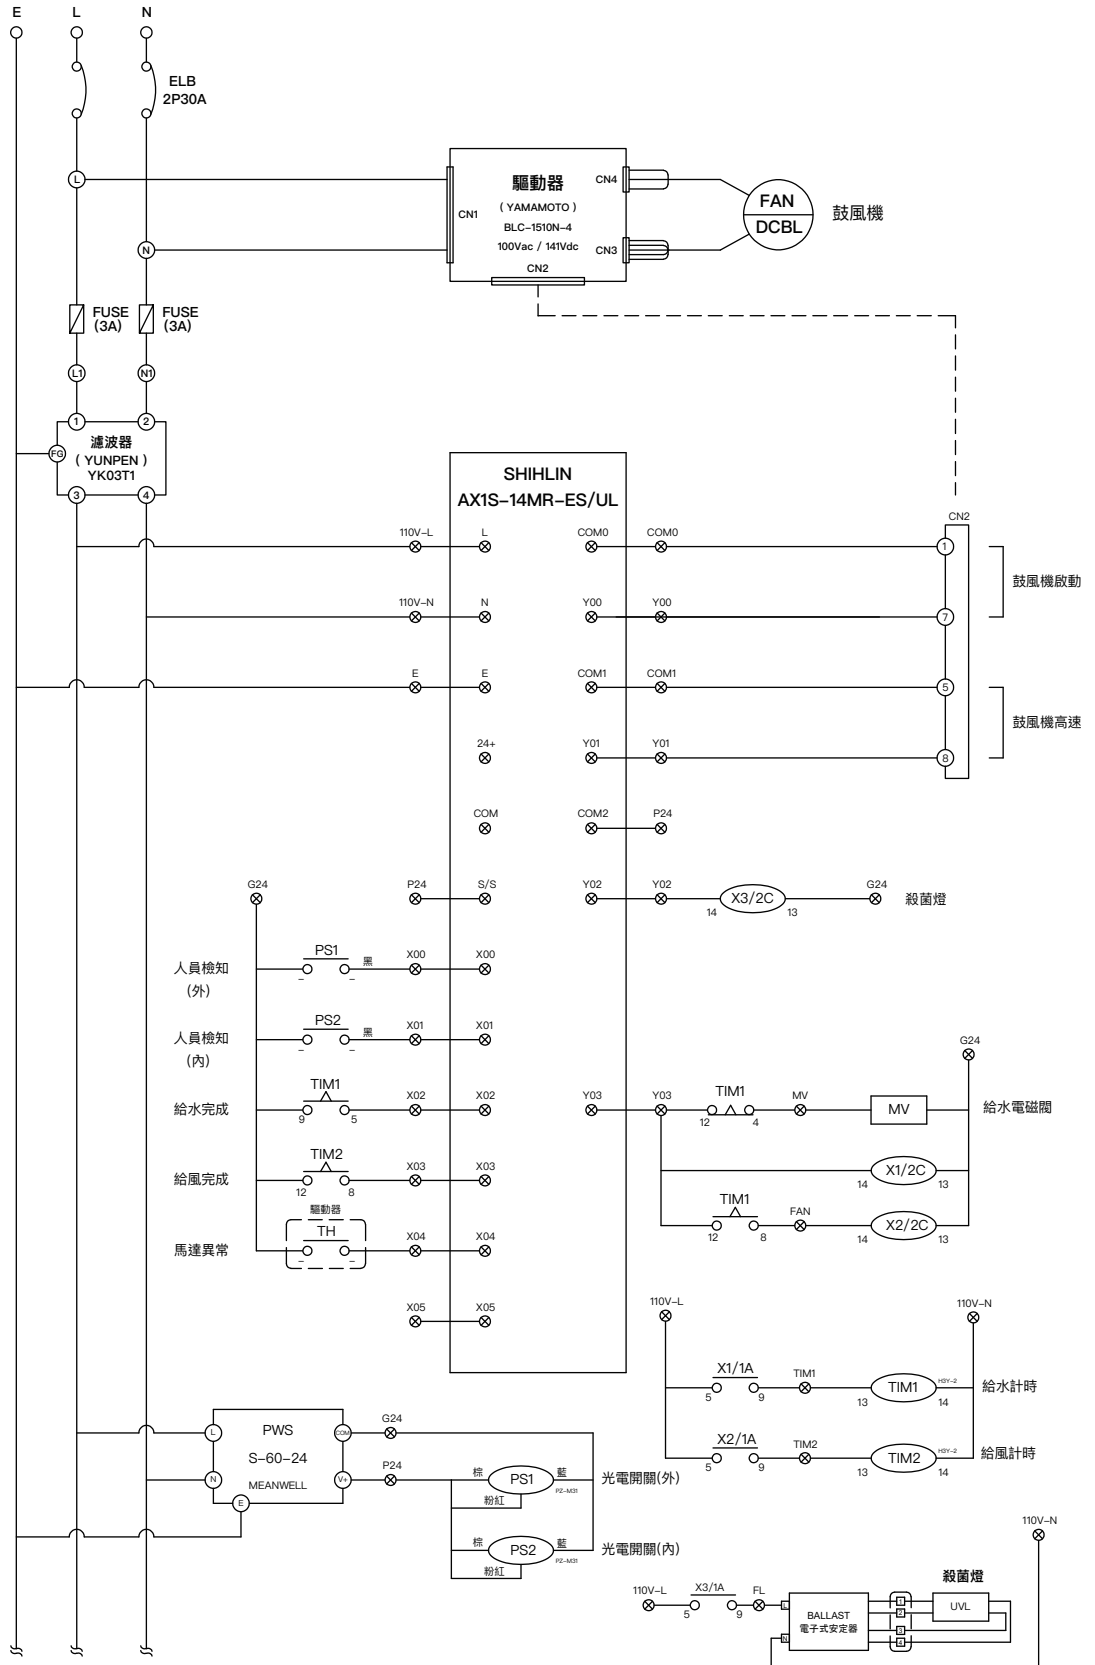 E L N
ELB
2P30A
L
N
驅動器
( YAMAMOTO )
BLC-1510N-4
100Vac / 141Vdc
CN1
CN4
CN3
CN2
FAN
DCBL
鼓風機
FUSE
(3A)
FUSE
(3A)
L1 N1
1 2
濾波器
( YUNPEN )
YK03T1
FG
3 4
SHIHLIN
AX1S-14MR-ES/UL
CN2
110V-L L COM0 COM0 1
鼓風機啟動
110V-N N Y00 Y00 7
E E COM1 COM1 5
鼓風機高速
24+ Y01 Y01 8
COM COM2 P24
G24 P24 S/S Y02 Y02 X3/2C G24 殺菌燈
14 13
人員檢知 PS1 黑 X00 X00
(外) - -
人員檢知 PS2 黑 X01 X01
(內) - -
G24
給水完成 TIM1 X02 X02 Y03 Y03 TIM1 MV MV 給水電磁閥
9 5 12 4
給風完成 TIM2 X03 X03 X1/2C
12 8 14 13
驅動器
馬達異常 TH X04 X04 TIM1 FAN X2/2C
- - 12 8 14 13
X05 X05
110V-L 110V-N
X1/1A TIM1 TIM1 H3Y-2 給水計時
5 9 13 14
X2/1A TIM2 TIM2 H3Y-2 給風計時
5 9 13 14
L PWS COM G24
S-60-24
N MEANWELL V+ P24
E
棕 PS1 藍 光電開關(外)
粉紅 PZ-M31
棕 PS2 藍 光電開關(內)
粉紅 PZ-M31
110V-N
殺菌燈
110V-L X3/1A FL L BALLAST 1 UVL
5 9 電子式安定器 2
N 3
4